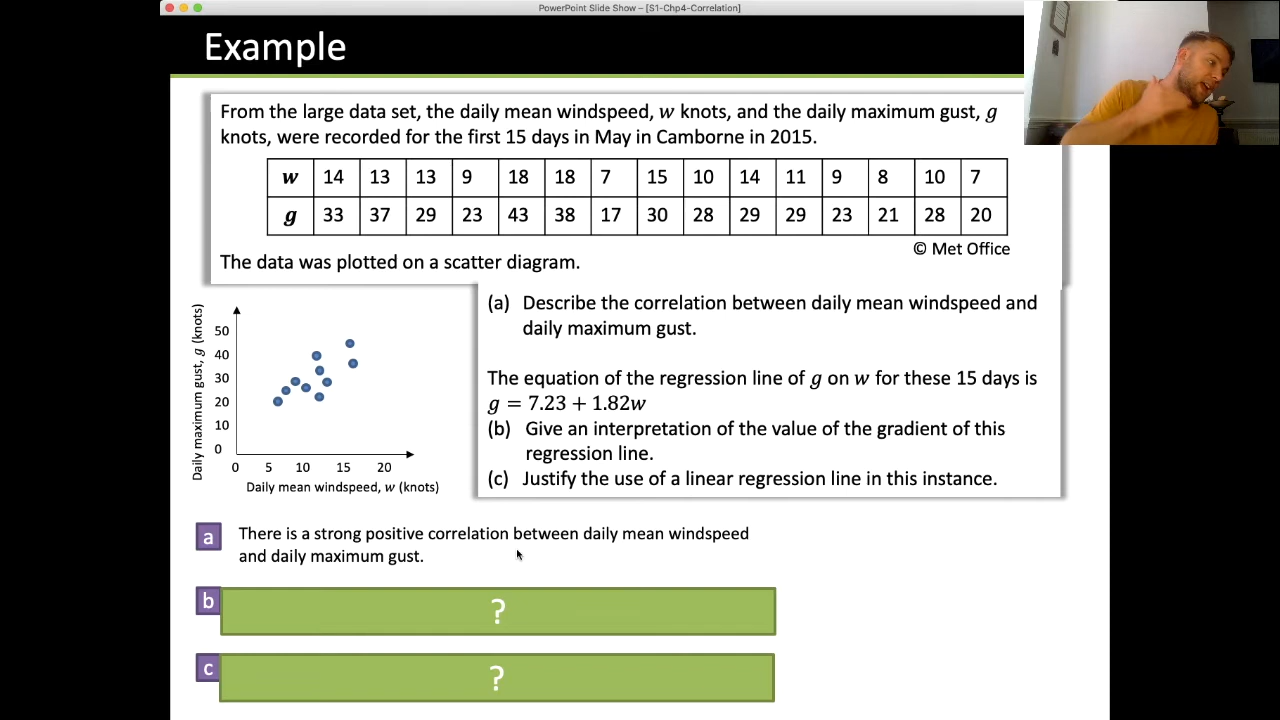 PowerPoint Slide Show – [S1-Chp4-Correlation]
Example
From the large data set, the daily mean windspeed, w knots, and the daily maximum gust, g
knots, were recorded for the first 15 days in May in Camborne in 2015.
w 14 13 13 9 18 18 7 15 10 14 11 9 8 10 7
g 33 37 29 23 43 38 17 30 28 29 29 23 21 28 20
© Met Office
The data was plotted on a scatter diagram.
Daily maximum gust, g (knots)
50
40
30
20
10
0
0 5 10 15 20
Daily mean windspeed, w (knots)
(a) Describe the correlation between daily mean windspeed and
daily maximum gust.
The equation of the regression line of g on w for these 15 days is
g = 7.23 + 1.82w
(b) Give an interpretation of the value of the gradient of this
regression line.
(c) Justify the use of a linear regression line in this instance.
a There is a strong positive correlation between daily mean windspeed
and daily maximum gust.
b ?
c ?